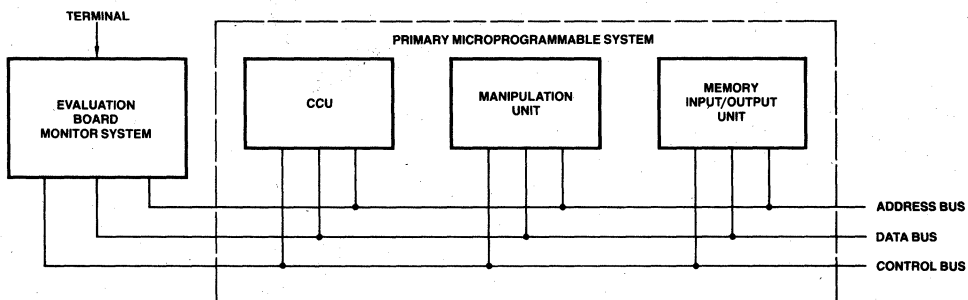 TERMINAL
PRIMARY MICROPROGRAMMABLE SYSTEM
EVALUATION
BOARD
MONITOR SYSTEM
CCU
MANIPULATION
UNIT
MEMORY
INPUT/OUTPUT
UNIT
ADDRESS BUS
DATA BUS
CONTROL BUS